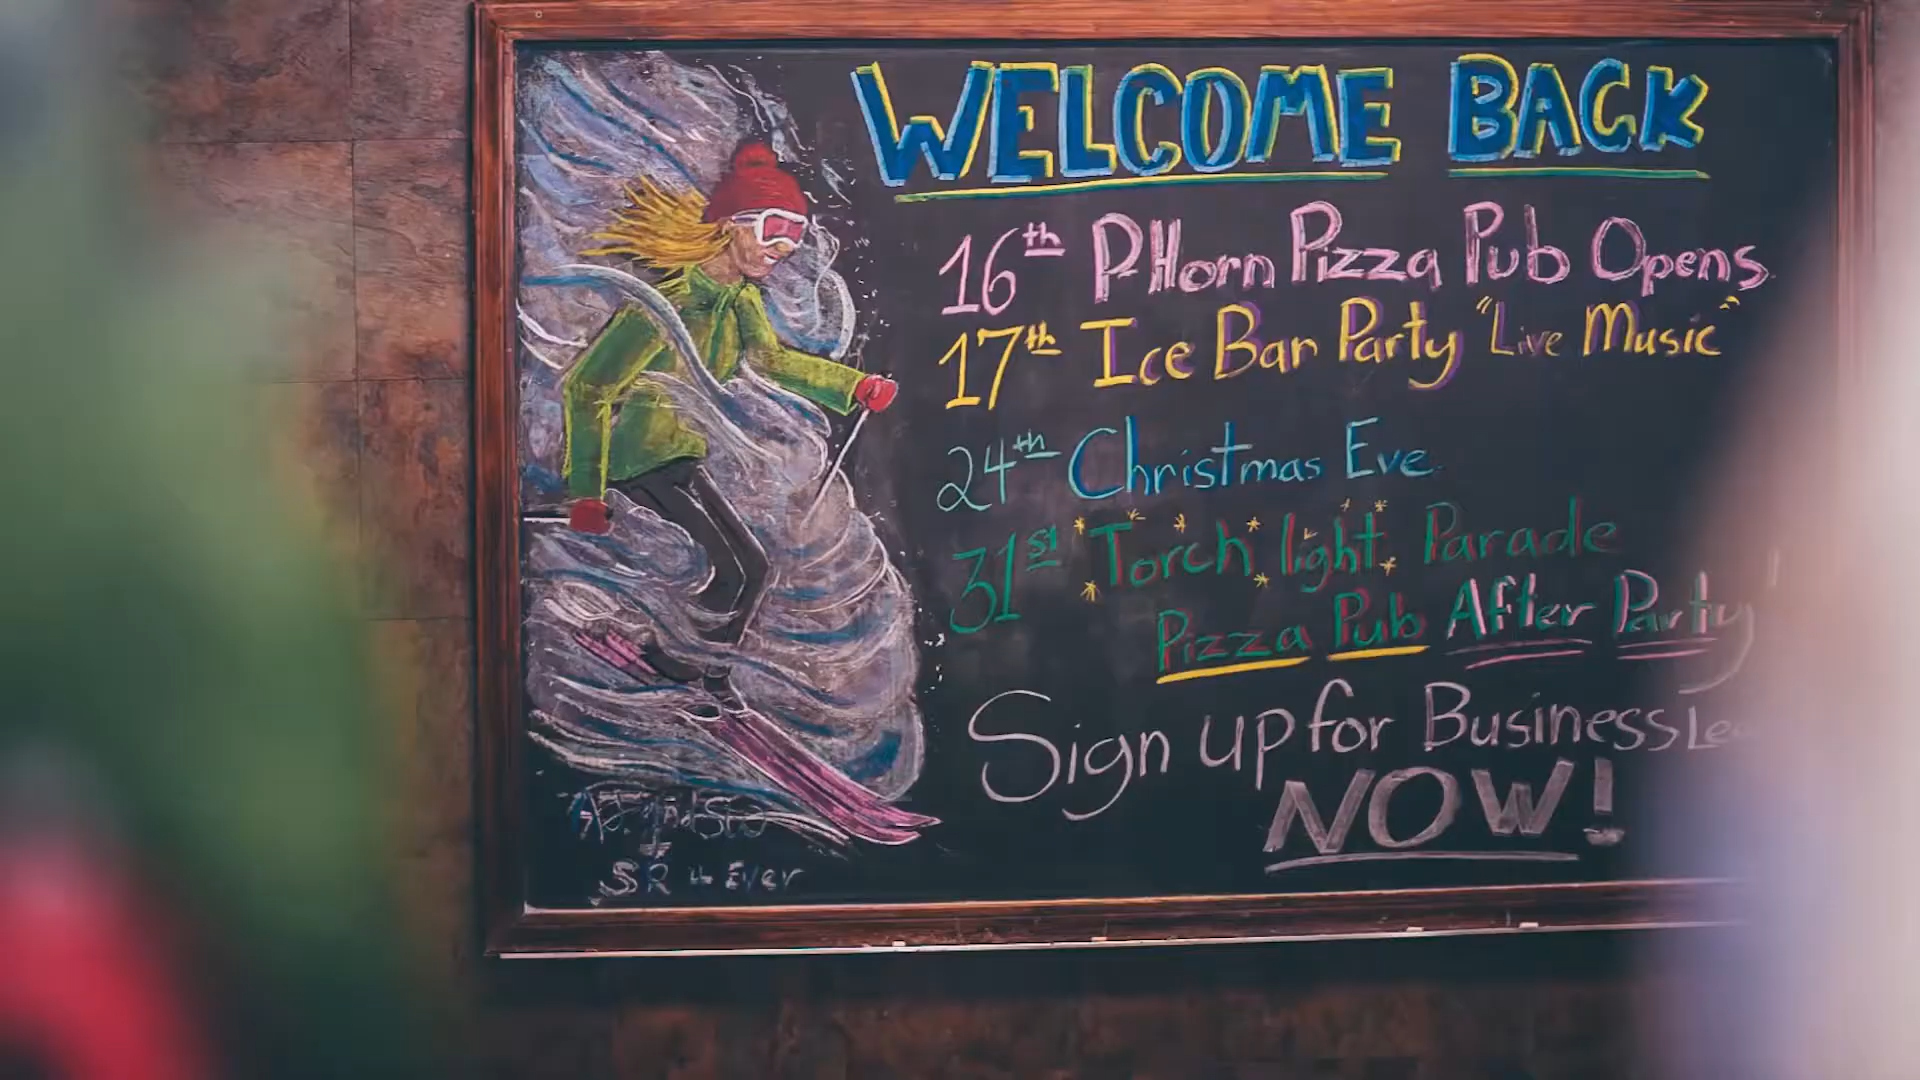 WELCOME BACK
16th PHorn Pizza Pub Opens
17th Ice Bar Party "Live Music"
24th Christmas Eve
31st Torch light Parade
Pizza Pub After Party
Sign up for Business
NOW!
SR Ever